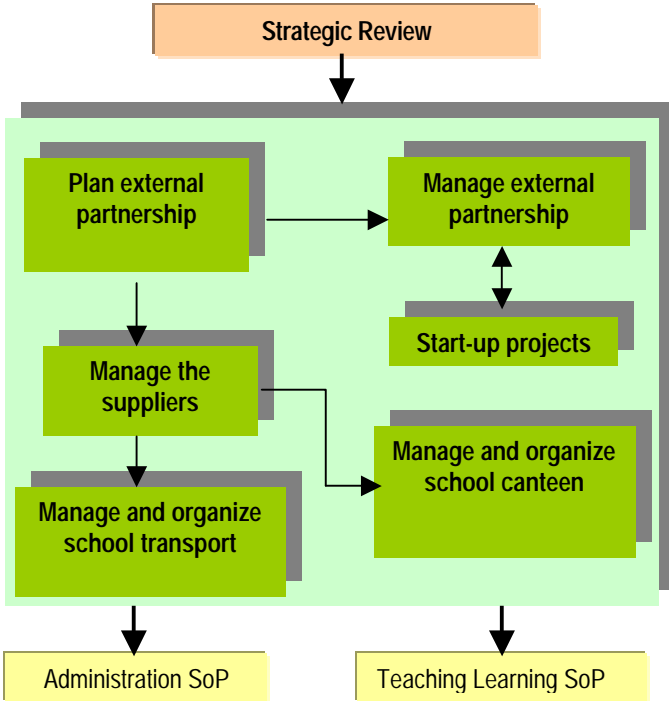 Strategic Review
Plan external
partnership
Manage external
partnership
Start-up projects
Manage the
suppliers
Manage and organize
school canteen
Manage and organize
school transport
Administration SoP
Teaching Learning SoP